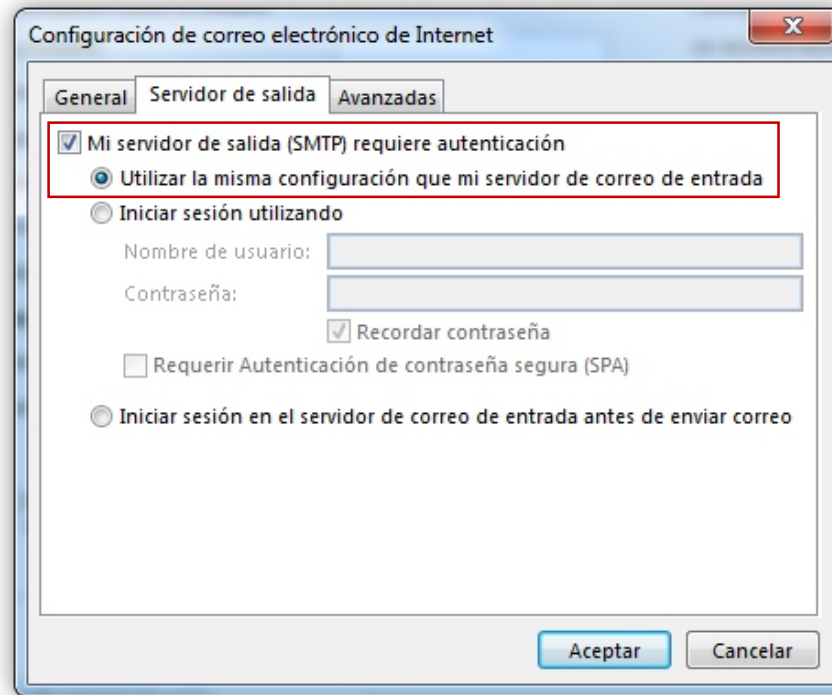 Configuración de correo electrónico de Internet
General Servidor de salida Avanzadas
Mi servidor de salida (SMTP) requiere autenticación
Utilizar la misma configuración que mi servidor de correo de entrada
Iniciar sesión utilizando
Nombre de usuario:
Contraseña:
Recordar contraseña
Requerir Autenticación de contraseña segura (SPA)
Iniciar sesión en el servidor de correo de entrada antes de enviar correo
Aceptar Cancelar